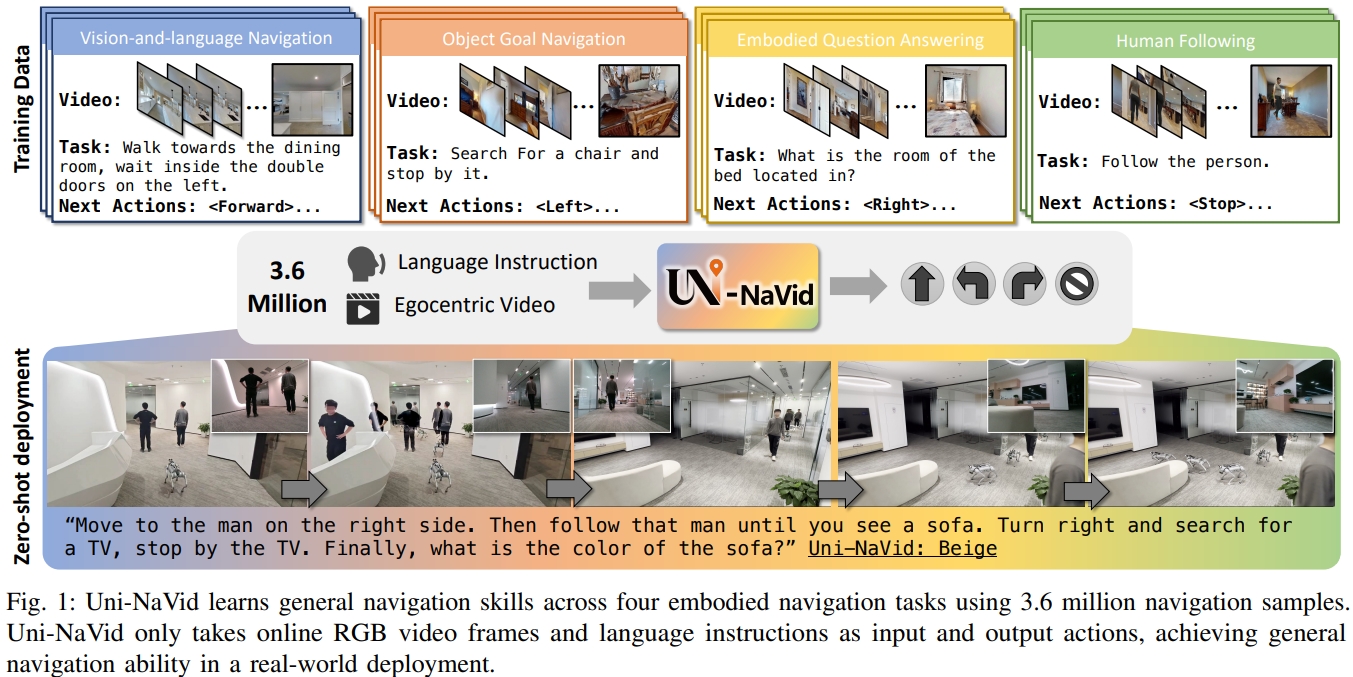 Training Data
Vision-and-language Navigation
Video:
...
Task: Walk towards the dining
room, wait inside the double
doors on the left.
Next Actions: <Forward>...
Object Goal Navigation
Video:
...
Task: Search For a chair and
stop by it.
Next Actions: <Left>...
Embodied Question Answering
Video:
...
Task: What is the room of the
bed located in?
Next Actions: <Right>...
Human Following
Video:
...
Task: Follow the person.
Next Actions: <Stop>...
3.6
Million
Language Instruction
Egocentric Video
UNi-NaVid
Zero-shot deployment
“Move to the man on the right side. Then follow that man until you see a sofa. Turn right and search for
a TV, stop by the TV. Finally, what is the color of the sofa?” Uni-NaVid: Beige
Fig. 1: Uni-NaVid learns general navigation skills across four embodied navigation tasks using 3.6 million navigation samples.
Uni-NaVid only takes online RGB video frames and language instructions as input and output actions, achieving general
navigation ability in a real-world deployment.